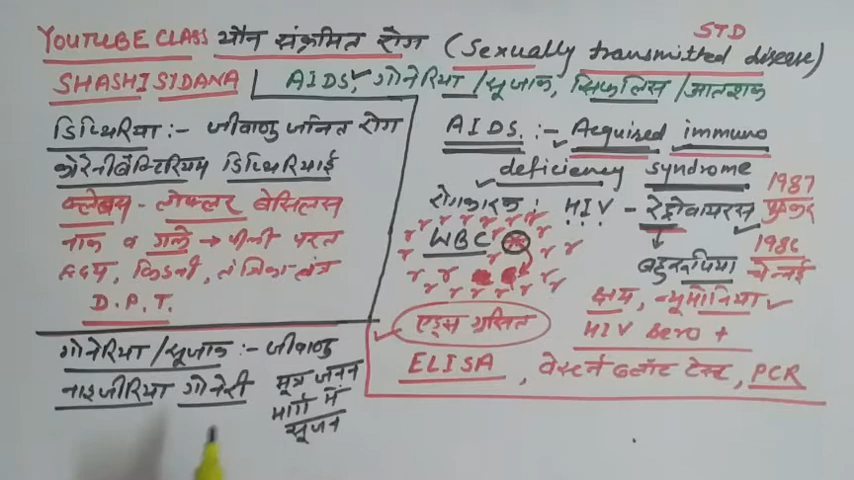 STD
YOUTUBE CLASS यौन संक्रमित रोग (Sexually transmitted disease)
SHASHI SIDANA
AIDS, गोनेरिया/सूजाक, सिफलिस/आतशक
डिप्थिरिया:- जीवाणु जनित रोग
कोरेनीबैक्टिरियम डिप्थिरियाई
क्लेबस - लोफ्लर बेसिलस
नाक व गले → पीली परत
हृदय, किडनी, तंत्रिका-तंत्र
D.P.T.
AIDS:- Acquired immuno
deficiency syndrome
रोगकारक: HIV - रेट्रोवायरस
1987
पुष्कर
WBC
1986
चेन्नई
बहुरूपिया
क्षय, न्यूमोनिया
HIV Sero +
एड्स ग्रसित
ELISA, वेस्टर्न ब्लॉट टेस्ट, PCR
गोनेरिया/सूजाक:- जीवाणु
नाइजीरिया गोनेरी
मूत्र जनन
मार्ग में
सूजन